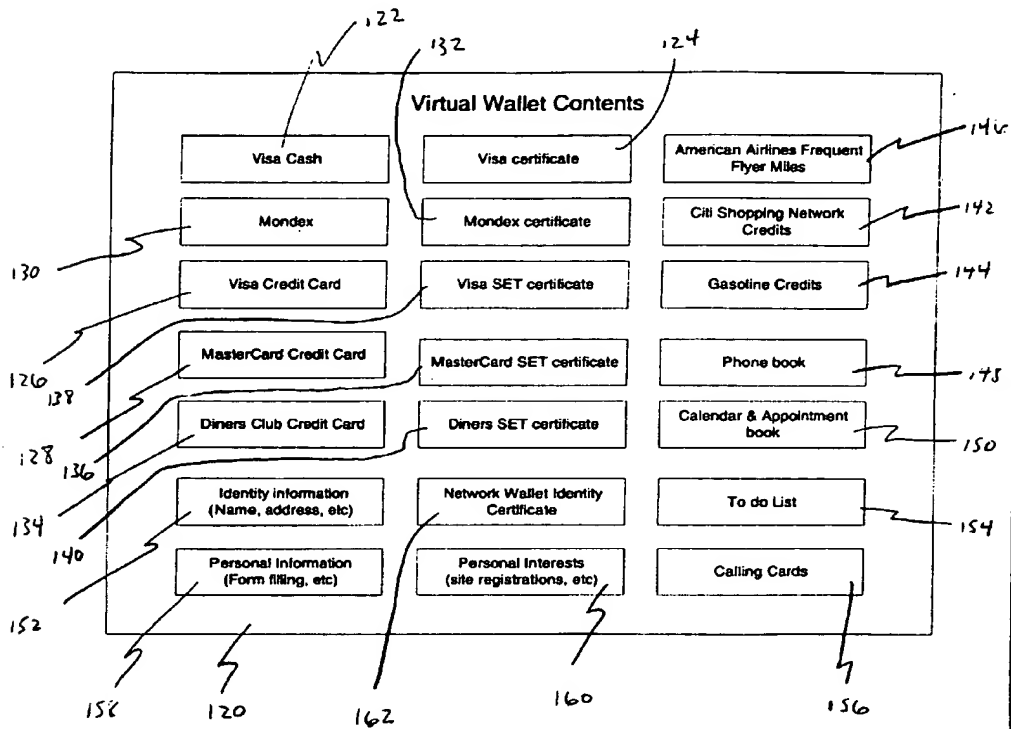 122
132
124
Virtual Wallet Contents
Visa Cash
Visa certificate
American Airlines Frequent
Flyer Miles
146
Mondex
Mondex certificate
Citi Shopping Network
Credits
142
130
Visa Credit Card
Visa SET certificate
Gasoline Credits
144
MasterCard Credit Card
MasterCard SET certificate
Phone book
148
126
138
Diners Club Credit Card
Diners SET certificate
Calendar & Appointment
book
150
128
136
Identity information
(Name, address, etc)
Network Wallet Identity
Certificate
To do List
154
134
140
Personal Information
(Form filling, etc)
Personal Interests
(site registrations, etc)
Calling Cards
152
158
120
162
160
156